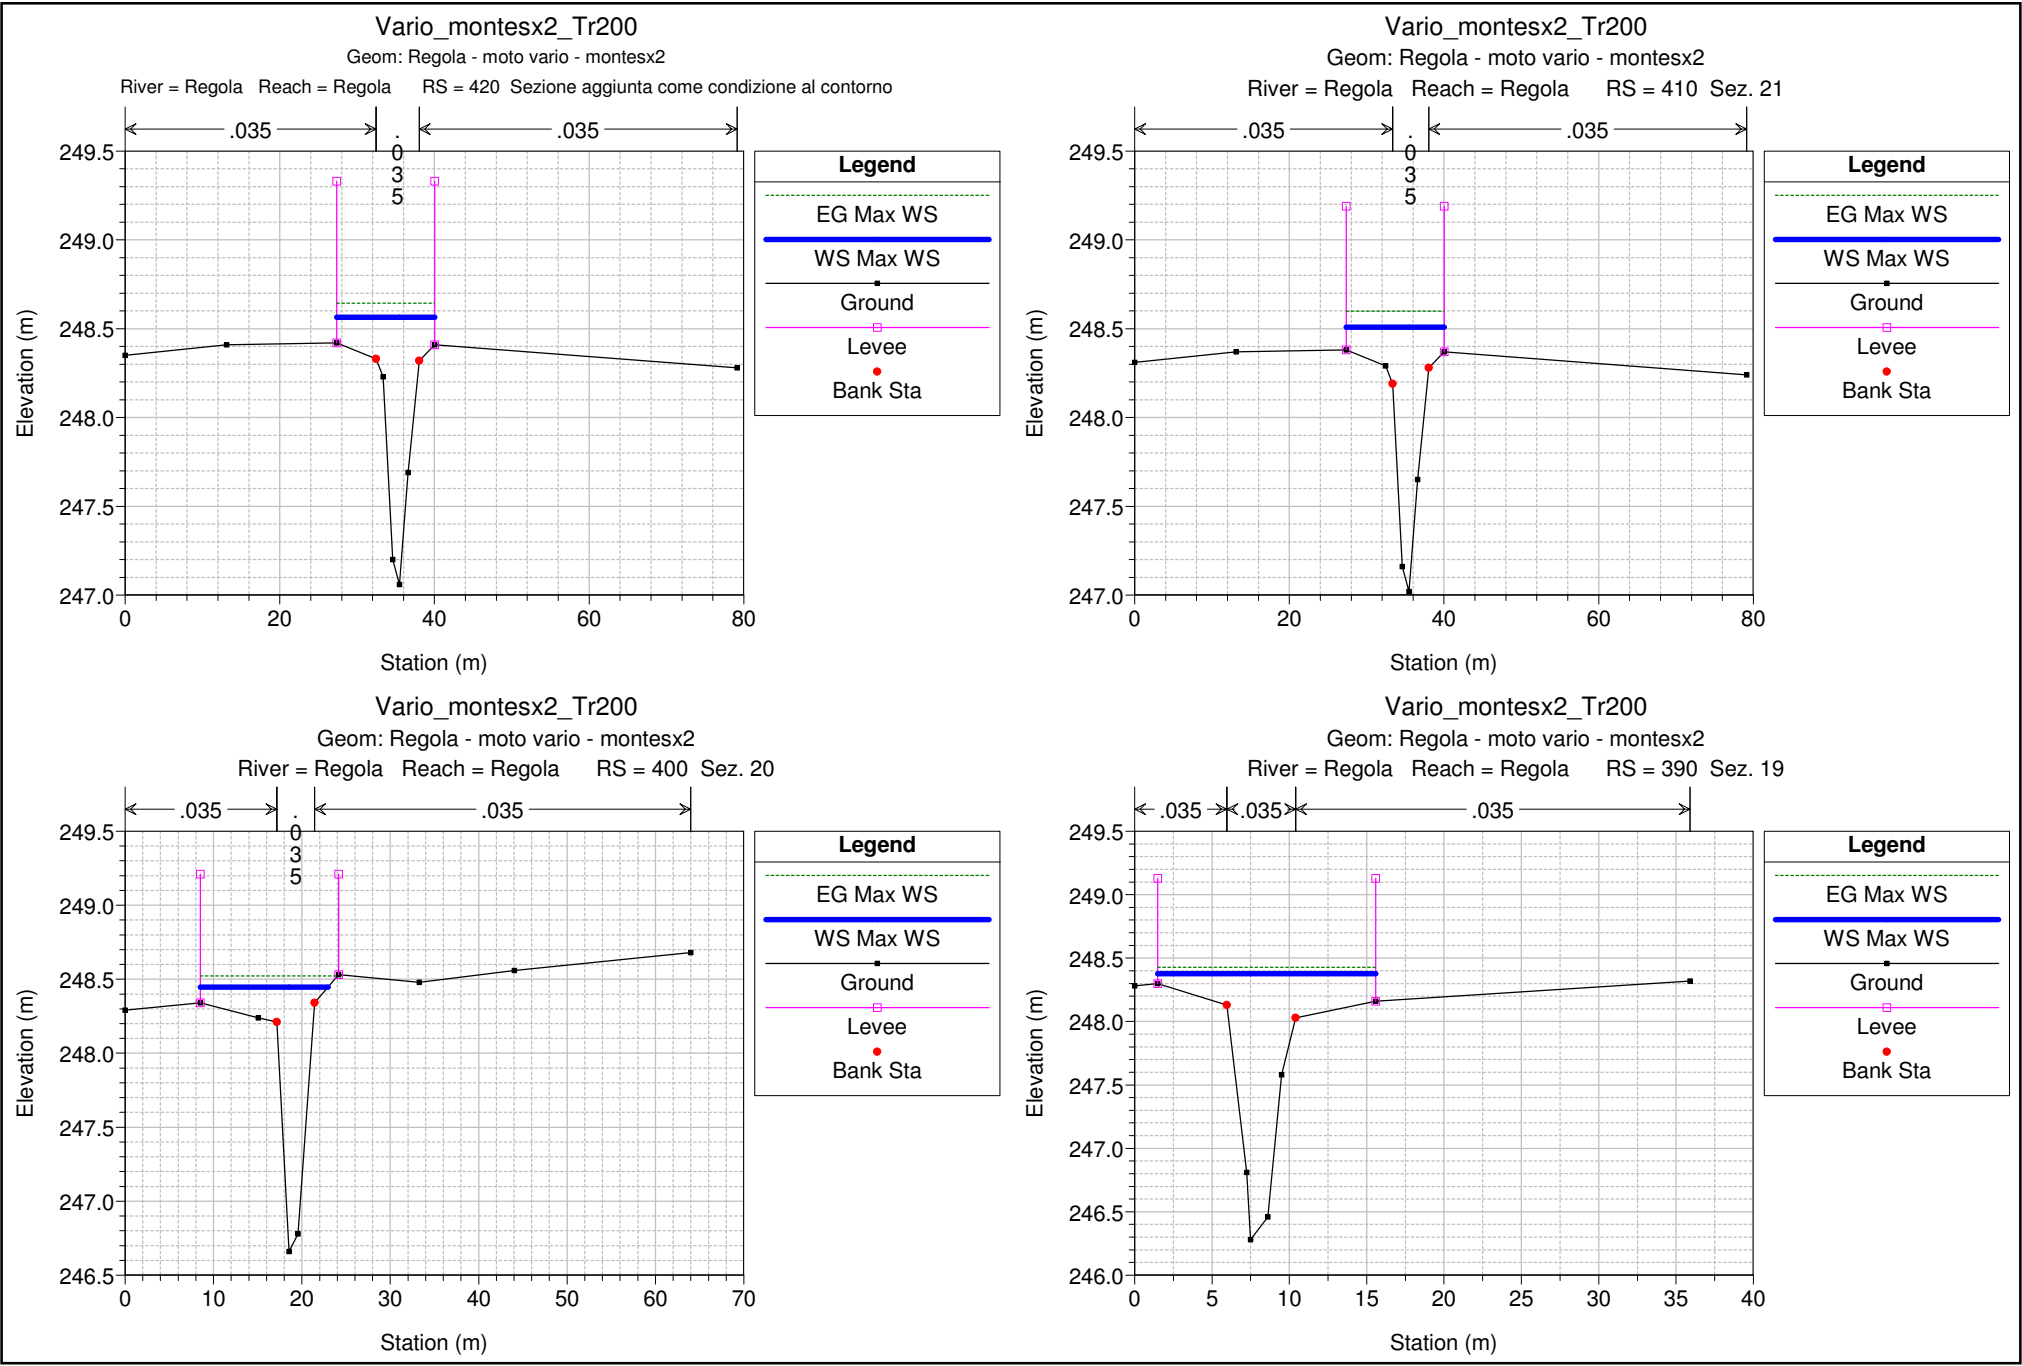 Vario_montesx2_Tr200
Geom: Regola - moto vario - montesx2
River = Regola Reach = Regola RS = 420 Sezione aggiunta come condizione al contorno
.035
.035
.035
249.5
249.0
248.5
248.0
247.5
247.0
Elevation (m)
0 20 40 60 80
Station (m)
Legend
EG Max WS
WS Max WS
Ground
Levee
Bank Sta
Vario_montesx2_Tr200
Geom: Regola - moto vario - montesx2
River = Regola Reach = Regola RS = 410 Sez. 21
.035
.035
.035
249.5
249.0
248.5
248.0
247.5
247.0
Elevation (m)
0 20 40 60 80
Station (m)
Legend
EG Max WS
WS Max WS
Ground
Levee
Bank Sta
Vario_montesx2_Tr200
Geom: Regola - moto vario - montesx2
River = Regola Reach = Regola RS = 400 Sez. 20
.035
.035
.035
249.5
249.0
248.5
248.0
247.5
247.0
246.5
Elevation (m)
0 10 20 30 40 50 60 70
Station (m)
Legend
EG Max WS
WS Max WS
Ground
Levee
Bank Sta
Vario_montesx2_Tr200
Geom: Regola - moto vario - montesx2
River = Regola Reach = Regola RS = 390 Sez. 19
.035 .035 .035
249.5
249.0
248.5
248.0
247.5
247.0
246.5
246.0
Elevation (m)
0 5 10 15 20 25 30 35 40
Station (m)
Legend
EG Max WS
WS Max WS
Ground
Levee
Bank Sta